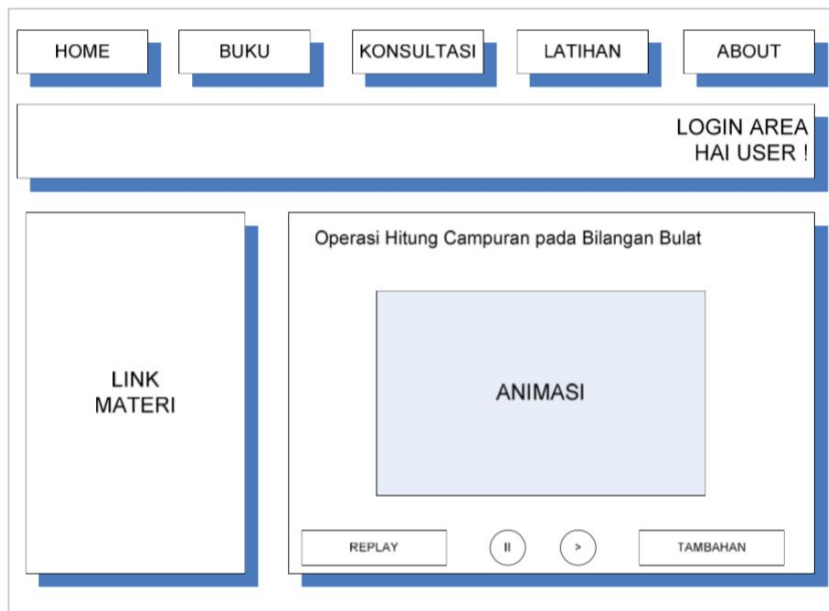 HOME
BUKU
KONSULTASI
LATIHAN
ABOUT
LOGIN AREA
HAI USER !
LINK
MATERI
Operasi Hitung Campuran pada Bilangan Bulat
ANIMASI
REPLAY
II
>
TAMBAHAN